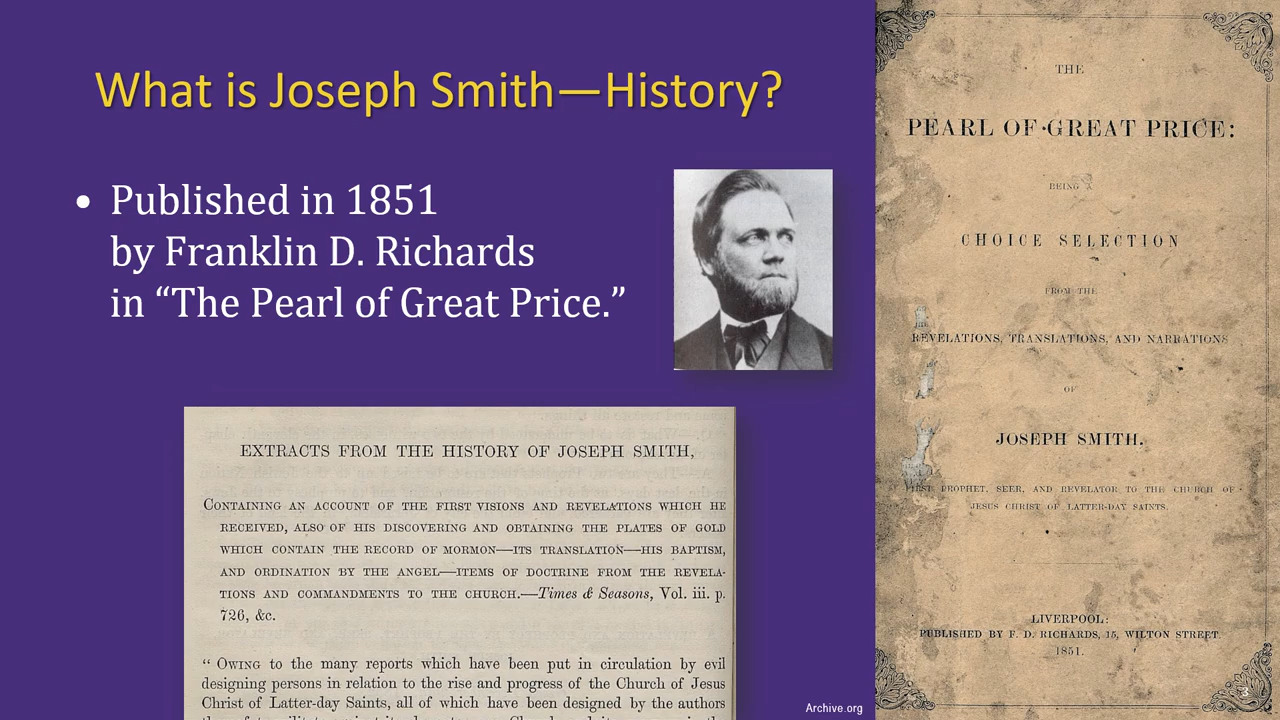 What is Joseph Smith—History?
• Published in 1851
by Franklin D. Richards
in “The Pearl of Great Price.”
EXTRACTS FROM THE HISTORY OF JOSEPH SMITH,
CONTAINING AN ACCOUNT OF THE FIRST VISIONS AND REVELATIONS WHICH HE
RECEIVED, ALSO OF HIS DISCOVERING AND OBTAINING THE PLATES OF GOLD
WHICH CONTAIN THE RECORD OF MORMON—ITS TRANSLATION—HIS BAPTISM,
AND ORDINATION BY THE ANGEL—ITEMS OF DOCTRINE FROM THE REVELA-
TIONS AND COMMANDMENTS TO THE CHURCH.—Times & Seasons, Vol. iii. p.
726, &c.
“ OWING to the many reports which have been put in circulation by evil
designing persons in relation to the rise and progress of the Church of Jesus
Christ of Latter-day Saints, all of which have been designed by the authors
Archive.org
THE
PEARL OF GREAT PRICE:
BEING A
CHOICE SELECTION
FROM THE
REVELATIONS, TRANSLATIONS, AND NARRATIONS
OF
JOSEPH SMITH.
FIRST PROPHET, SEER, AND REVELATOR TO THE CHURCH OF
JESUS CHRIST OF LATTER-DAY SAINTS.
LIVERPOOL:
PUBLISHED BY F. D. RICHARDS, 15, WILTON STREET.
1851.
3